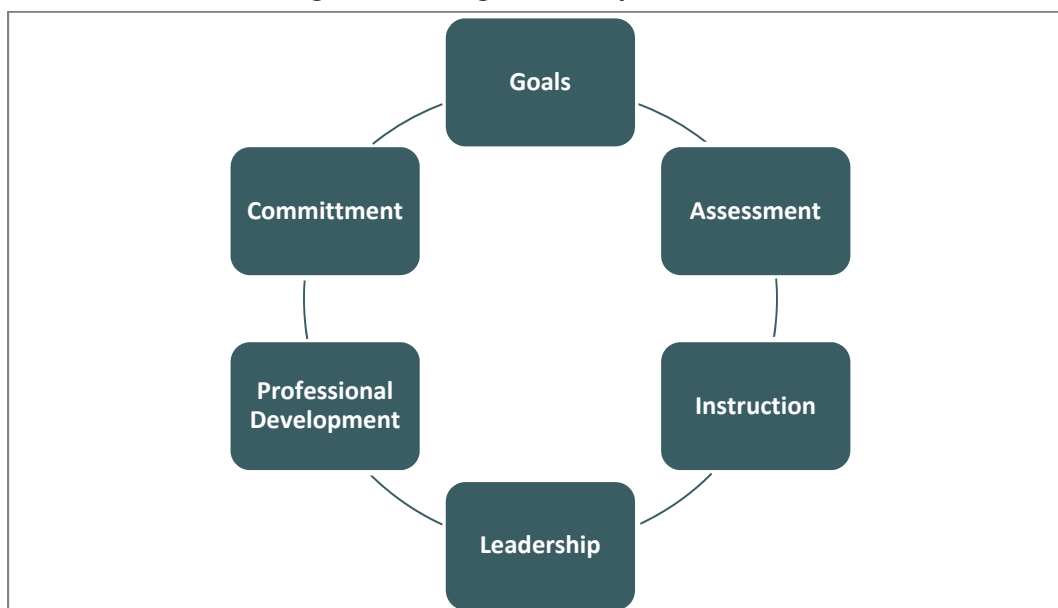 Goals
Assessment
Instruction
Leadership
Professional
Development
Committment